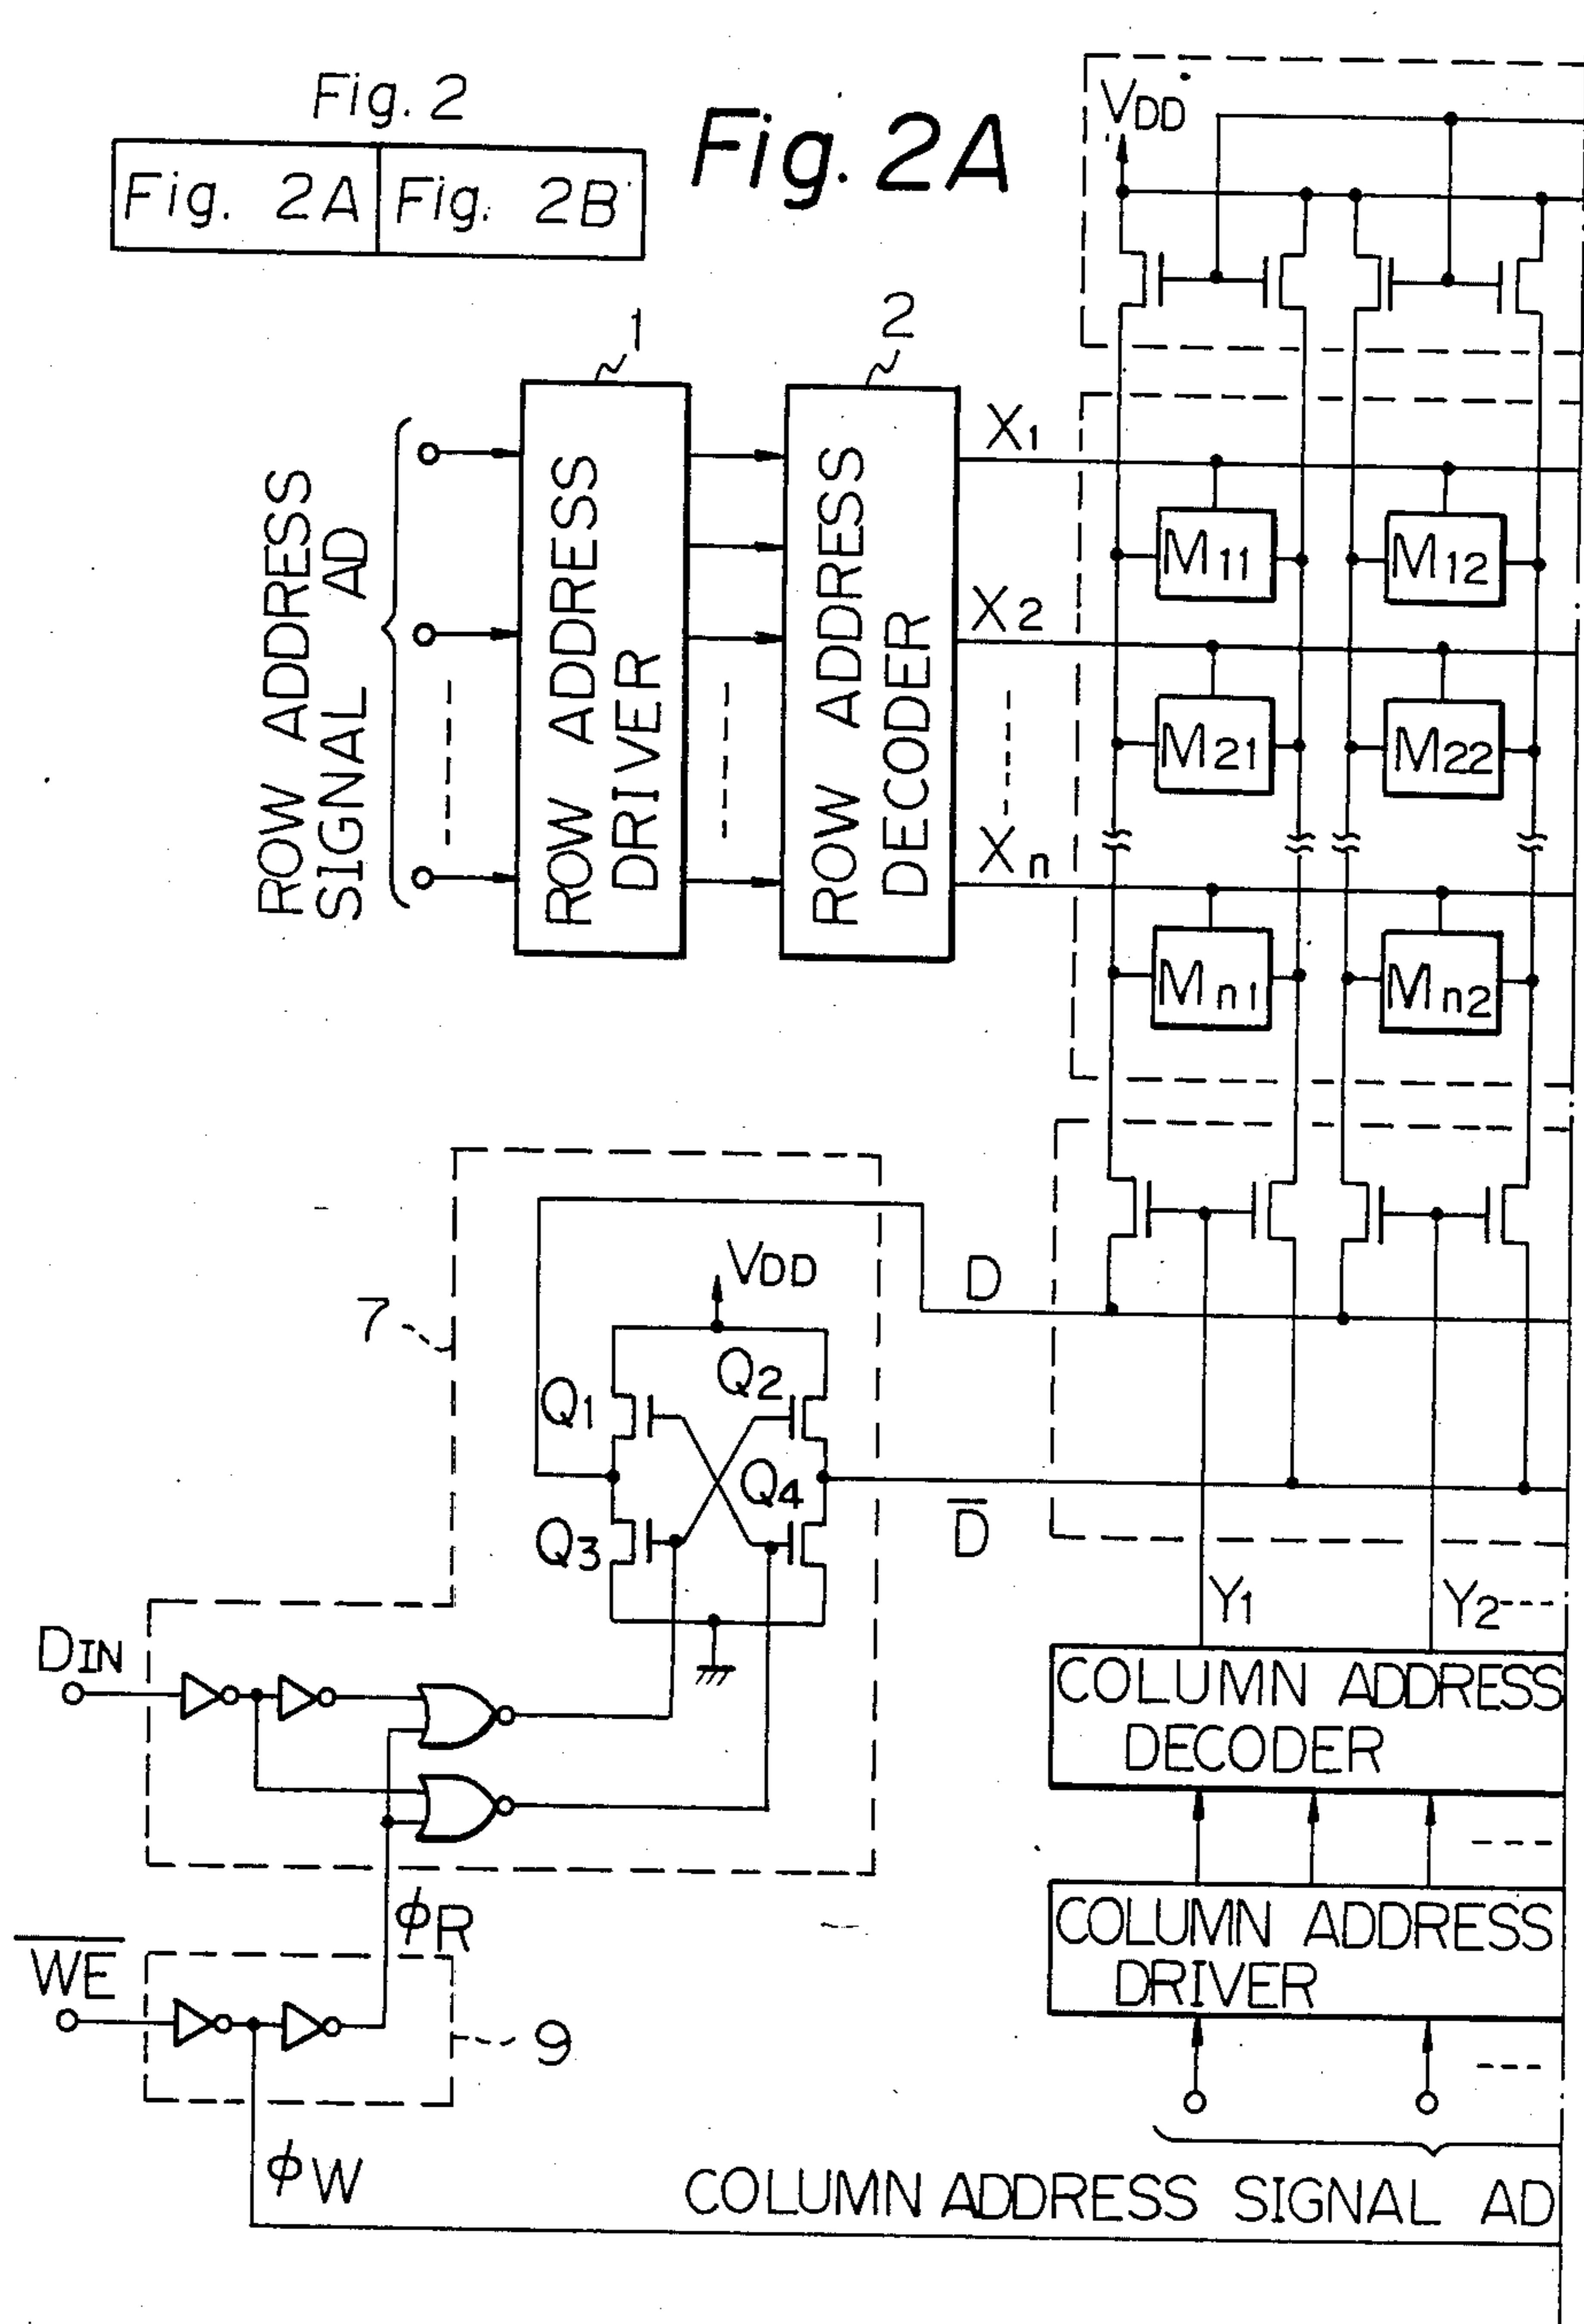 Fig. 2
Fig. 2A
Fig. 2B
Fig. 2A
VDD
1
2
ROW ADDRESS
SIGNAL AD
ROW ADDRESS
DRIVER
ROW ADDRESS
DECODER
X1
X2
Xn
M11
M12
M21
M22
Mn1
Mn2
7
VDD
D
Q1
Q2
Q3
Q4
D̅
Y1
Y2
DIN
COLUMN ADDRESS
DECODER
COLUMN ADDRESS
DRIVER
ϕR
W̅E̅
9
ϕW
COLUMN ADDRESS SIGNAL AD